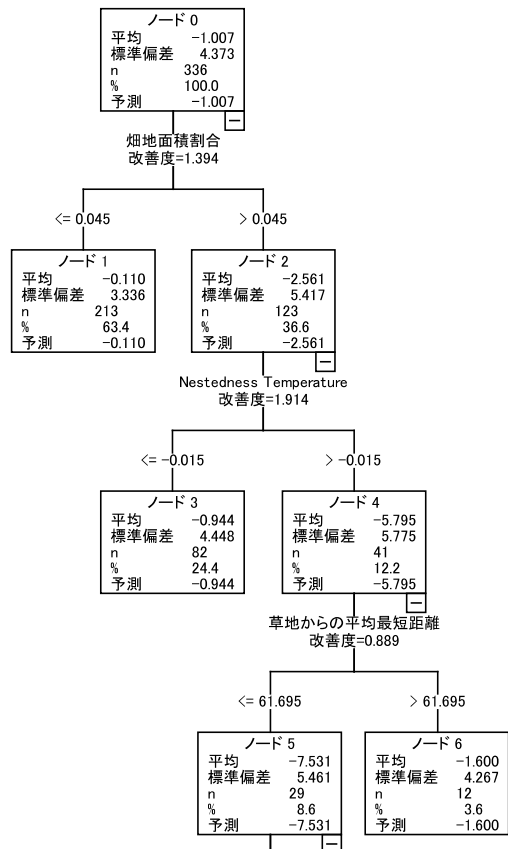 ノード 0
平均 -1.007
標準偏差 4.373
n 336
% 100.0
予測 -1.007
畑地面積割合
改善度=1.394
<= 0.045
> 0.045
ノード 1
平均 -0.110
標準偏差 3.336
n 213
% 63.4
予測 -0.110
ノード 2
平均 -2.561
標準偏差 5.417
n 123
% 36.6
予測 -2.561
Nestedness Temperature
改善度=1.914
<= -0.015
> -0.015
ノード 3
平均 -0.944
標準偏差 4.448
n 82
% 24.4
予測 -0.944
ノード 4
平均 -5.795
標準偏差 5.775
n 41
% 12.2
予測 -5.795
草地からの平均最短距離
改善度=0.889
<= 61.695
> 61.695
ノード 5
平均 -7.531
標準偏差 5.461
n 29
% 8.6
予測 -7.531
ノード 6
平均 -1.600
標準偏差 4.267
n 12
% 3.6
予測 -1.600